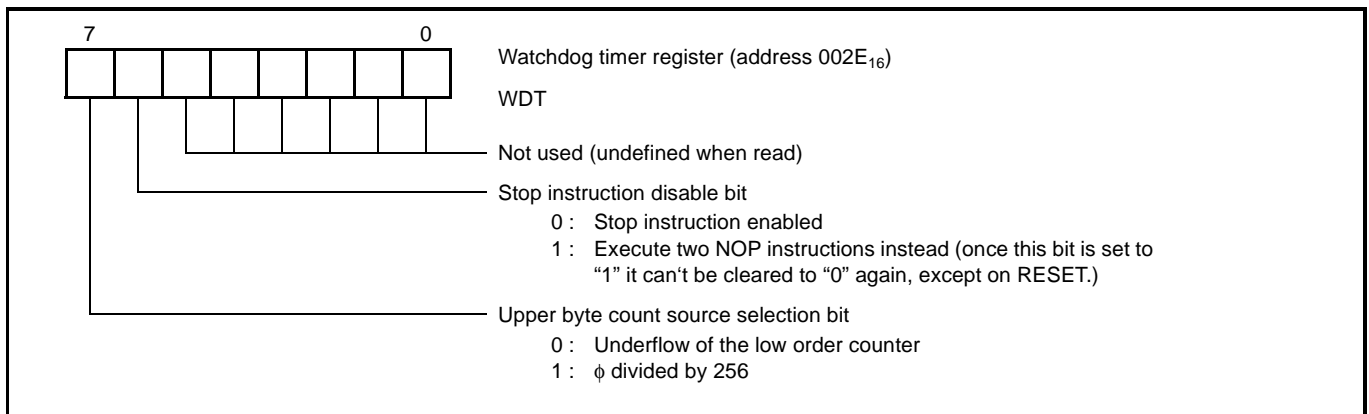 7 0
Watchdog timer register (address 002E₁₆)
WDT
Not used (undefined when read)
Stop instruction disable bit
0 : Stop instruction enabled
1 : Execute two NOP instructions instead (once this bit is set to
“1” it can‘t be cleared to “0” again, except on RESET.)
Upper byte count source selection bit
0 : Underflow of the low order counter
1 : ϕ divided by 256